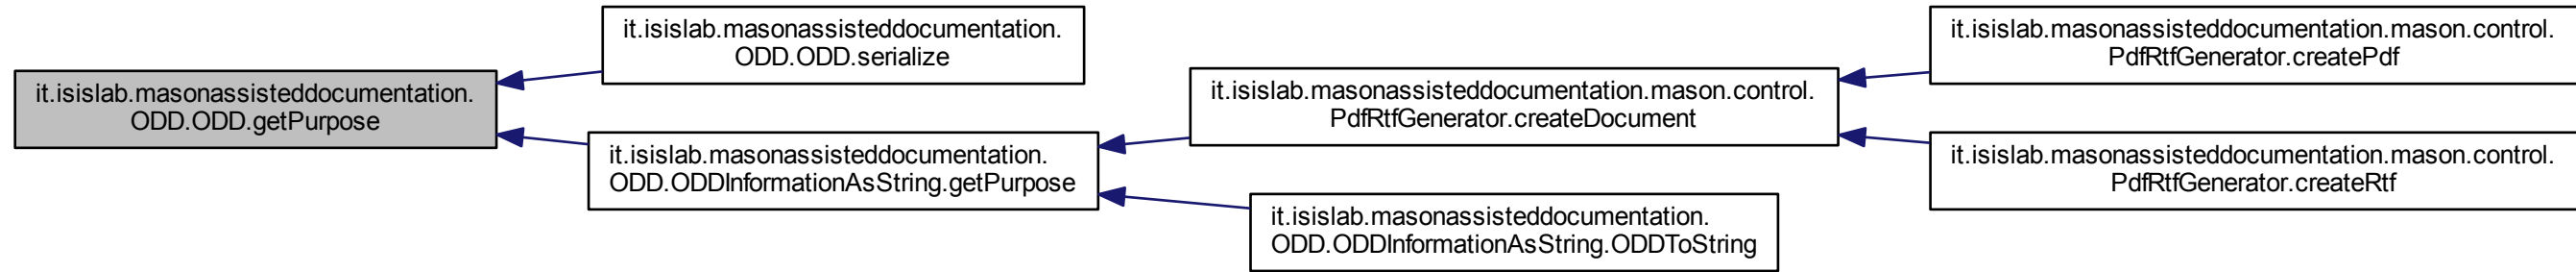 it.isislab.masonassisteddocumentation.
ODD.ODD.getPurpose
it.isislab.masonassisteddocumentation.
ODD.ODD.serialize
it.isislab.masonassisteddocumentation.
ODD.ODDInformationAsString.getPurpose
it.isislab.masonassisteddocumentation.mason.control.
PdfRtfGenerator.createDocument
it.isislab.masonassisteddocumentation.
ODD.ODDInformationAsString.ODDToString
it.isislab.masonassisteddocumentation.mason.control.
PdfRtfGenerator.createPdf
it.isislab.masonassisteddocumentation.mason.control.
PdfRtfGenerator.createRtf